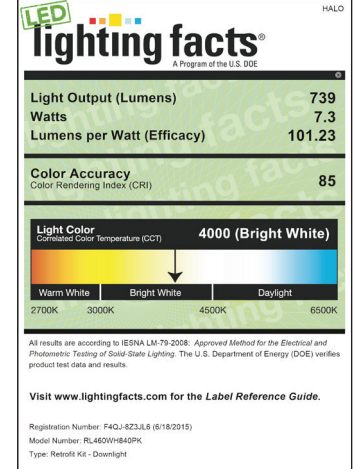 HALO
LED
lighting facts®
A Program of the U.S. DOE
Light Output (Lumens) 739
Watts 7.3
Lumens per Watt (Efficacy) 101.23
Color Accuracy 85
Color Rendering Index (CRI)
Light Color 4000 (Bright White)
Correlated Color Temperature (CCT)
Warm White Bright White Daylight
2700K 3000K 4500K 6500K
All results are according to IESNA LM-79-2008: Approved Method for the Electrical and
Photometric Testing of Solid-State Lighting. The U.S. Department of Energy (DOE) verifies
product test data and results.
Visit www.lightingfacts.com for the Label Reference Guide.
Registration Number: F4QJ-8Z3JL6 (6/18/2015)
Model Number: RL460WH840PK
Type: Retrofit Kit - Downlight